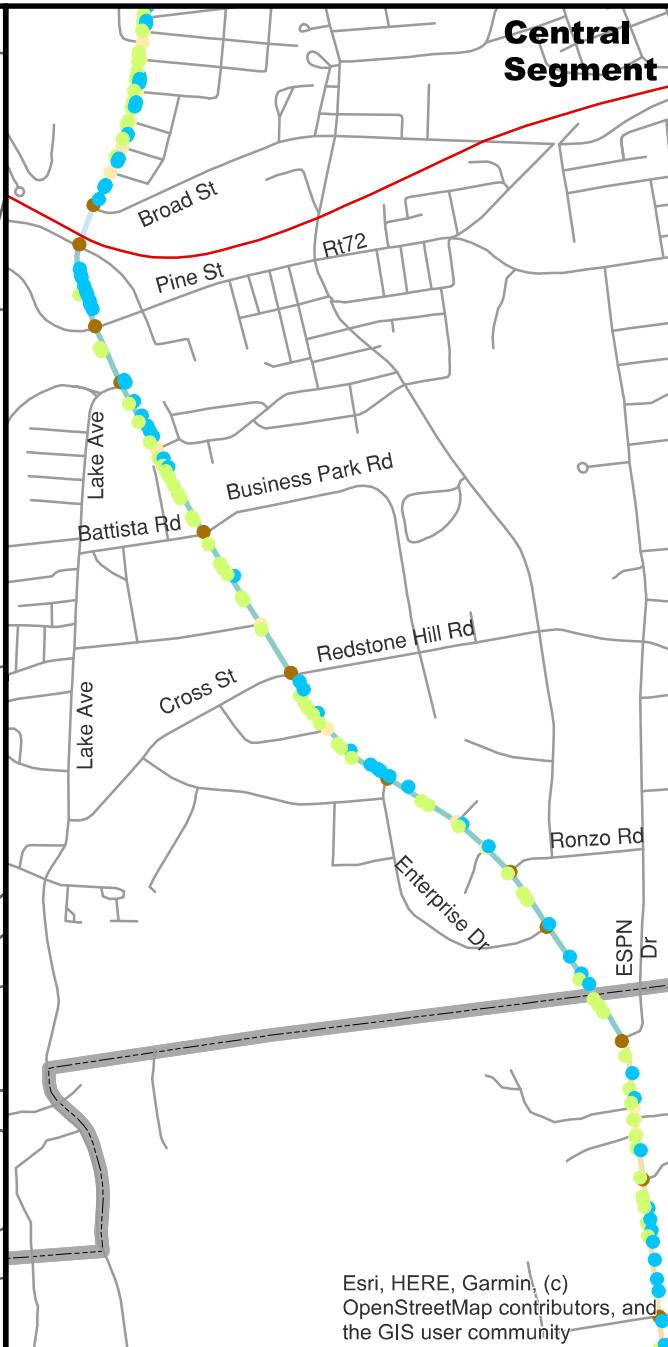 Central
Segment
Broad St
Rt72
Pine St
Lake Ave
Business Park Rd
Battista Rd
Redstone Hill Rd
Cross St
Lake Ave
Ronzo Rd
Enterprise Dr
ESPN
Dr
Esri, HERE, Garmin, (c)
OpenStreetMap contributors, and
the GIS user community